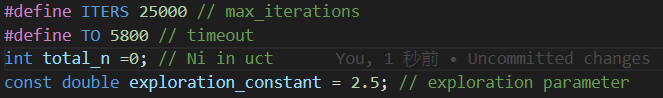 #define ITERS 25000 // max_iterations
#define TO 5800 // timeout
int total_n =0; // Ni in uct You, 1 秒前 • Uncommitted changes
const double exploration_constant = 2.5; // exploration parameter